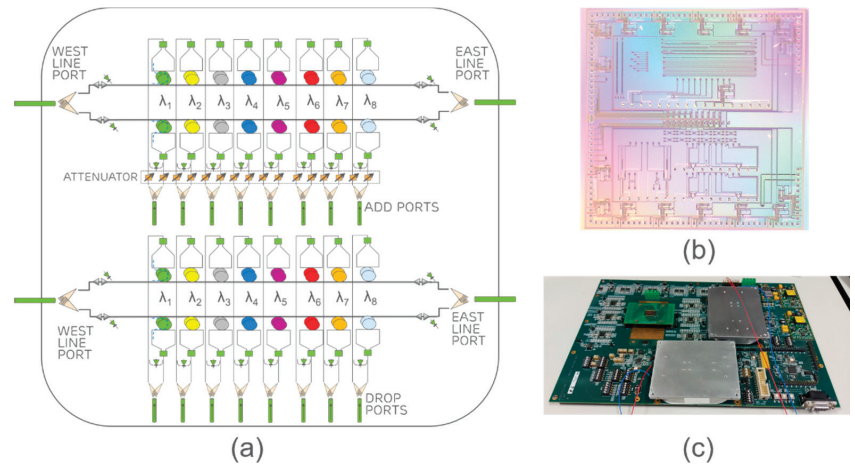 WEST
LINE
PORT
EAST
LINE
PORT
λ1 λ2 λ3 λ4 λ5 λ6 λ7 λ8
ATTENUATOR
ADD PORTS
λ1 λ2 λ3 λ4 λ5 λ6 λ7 λ8
WEST
LINE
PORT
EAST
LINE
PORT
DROP
PORTS
(a)
(b)
(c)